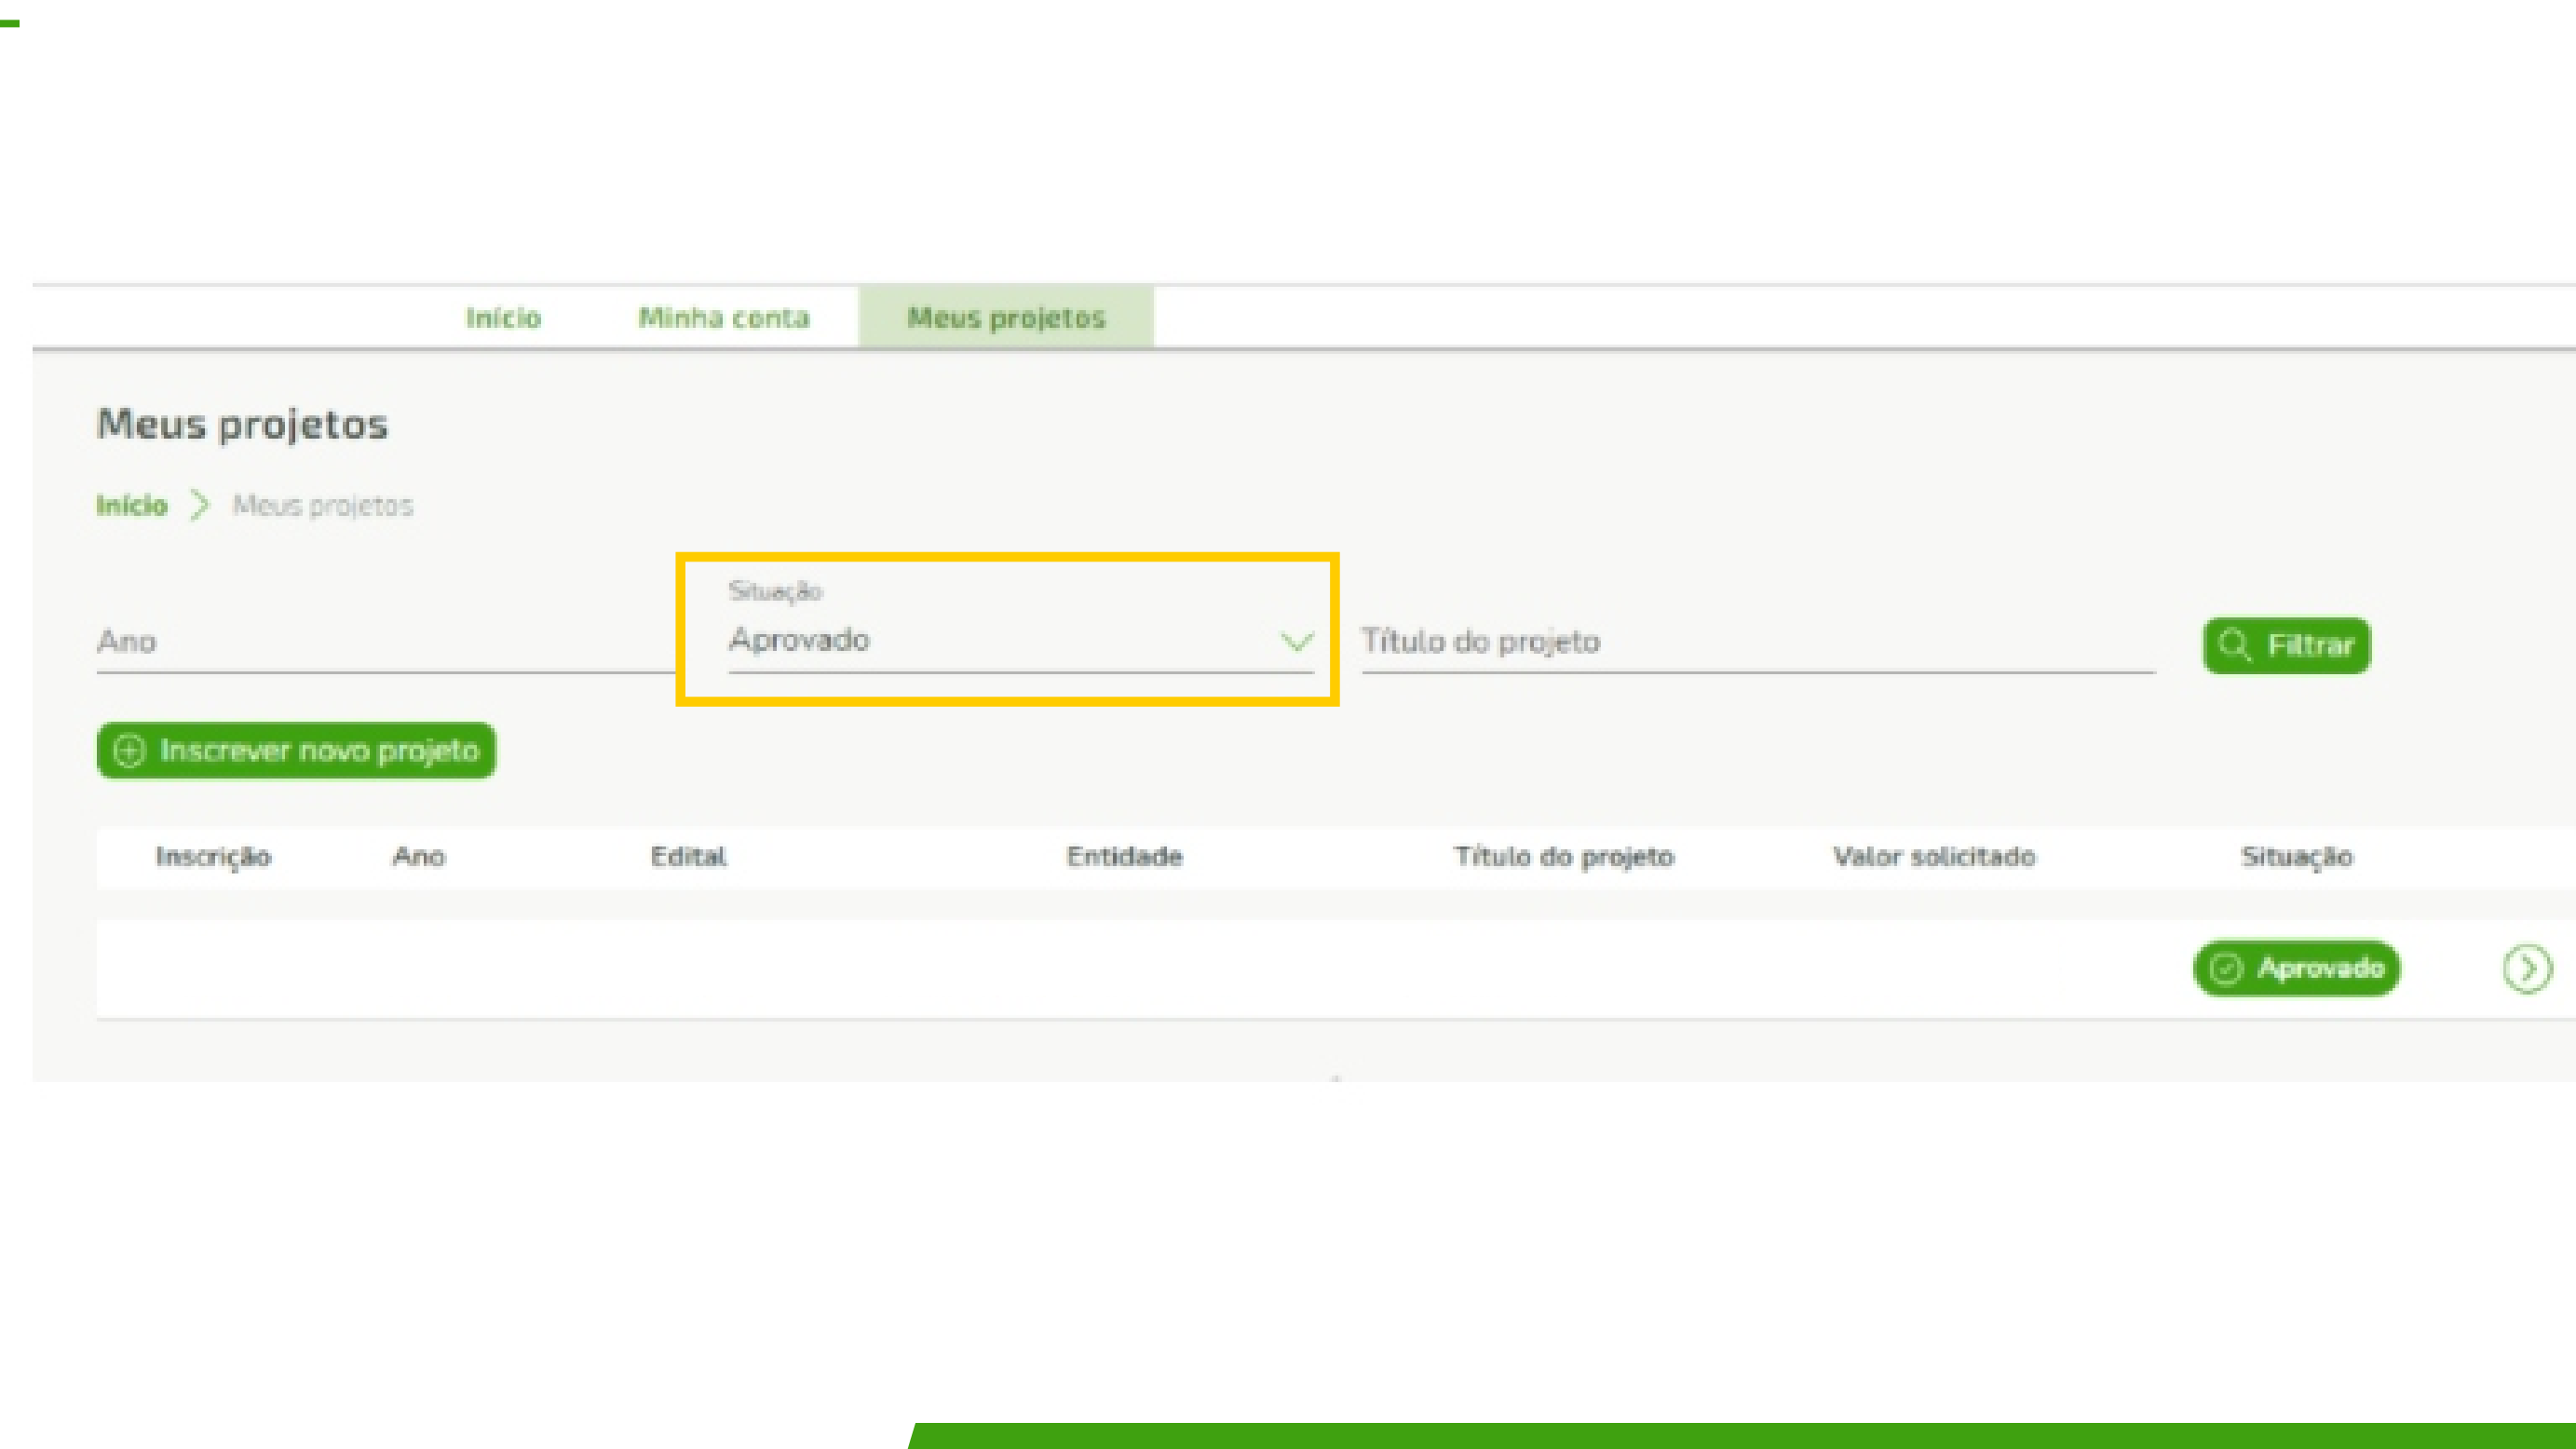 Início Minha conta Meus projetos
Meus projetos
Início Meus projetos
Situação
Ano Aprovado Título do projeto Filtrar
Inscrever novo projeto
Inscrição Ano Edital Entidade Título do projeto Valor solicitado Situação
Aprovado